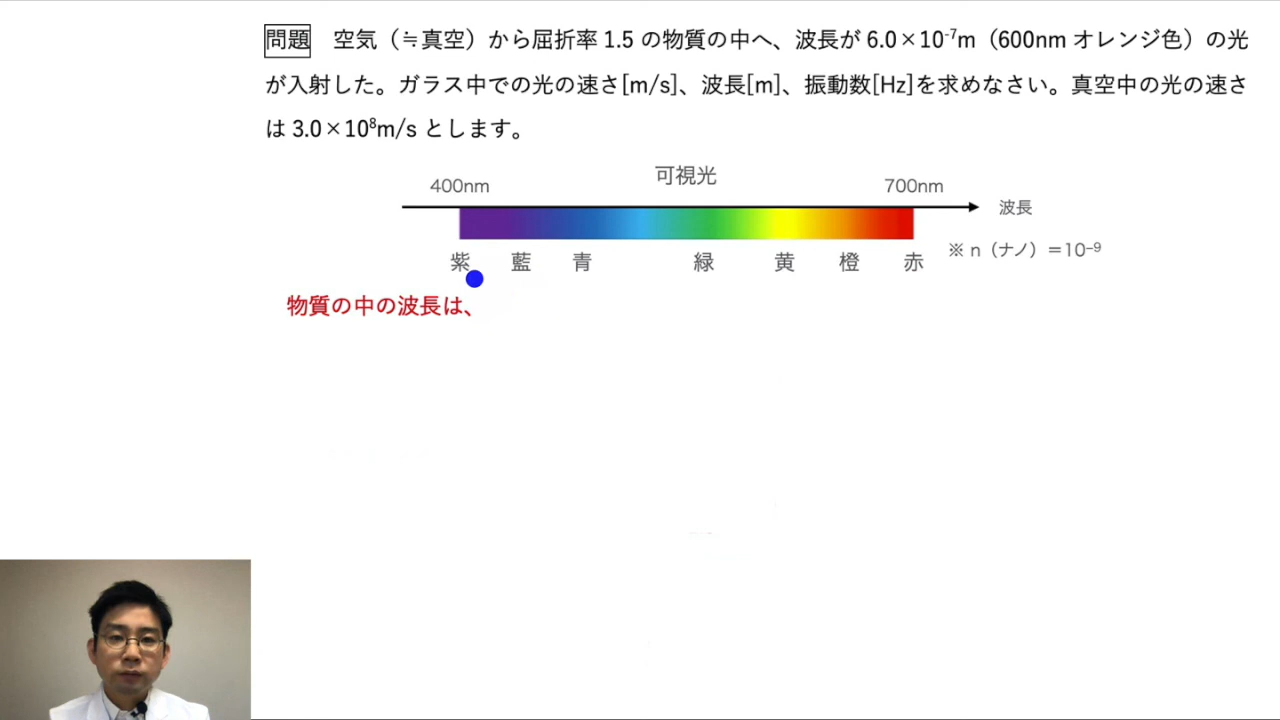 問題 空気（≒真空）から屈折率 1.5 の物質の中へ、波長が 6.0×10⁻⁷m（600nm オレンジ色）の光
が入射した。ガラス中での光の速さ[m/s]、波長[m]、振動数[Hz]を求めなさい。真空中の光の速さ
は 3.0×10⁸m/s とします。
可視光
400nm 700nm
波長
※ n（ナノ）＝10⁻⁹
紫 藍 青 緑 黄 橙 赤
物質の中の波長は、